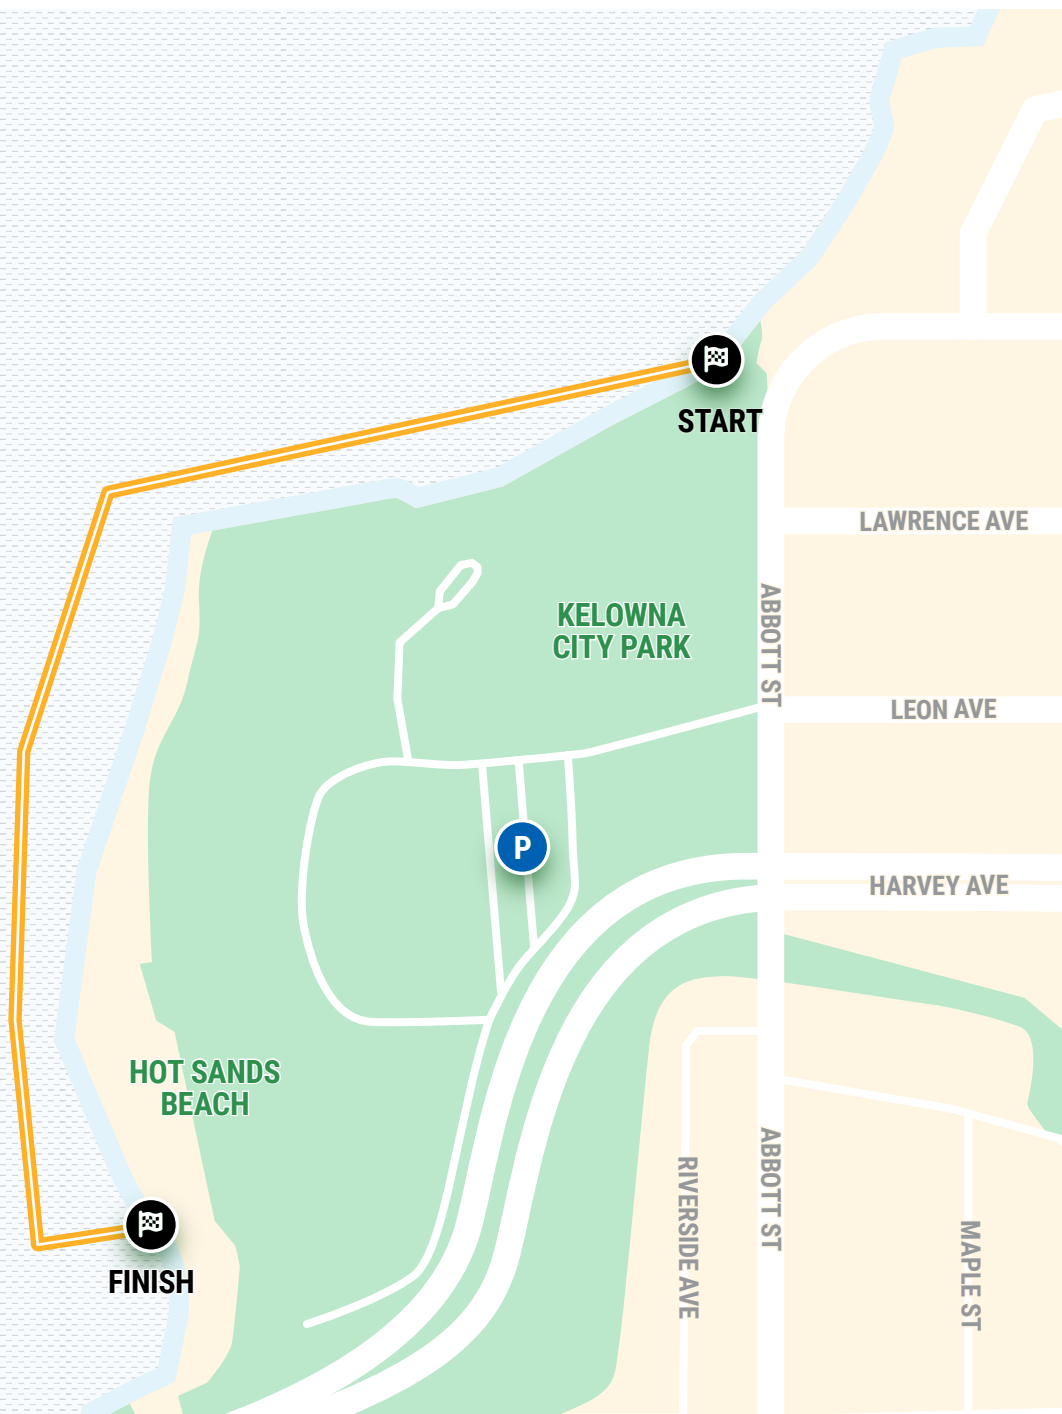 START
LAWRENCE AVE
KELOWNA
CITY PARK
ABBOTT ST
LEON AVE
P
HARVEY AVE
HOT SANDS
BEACH
ABBOTT ST
RIVERSIDE AVE
MAPLE ST
FINISH